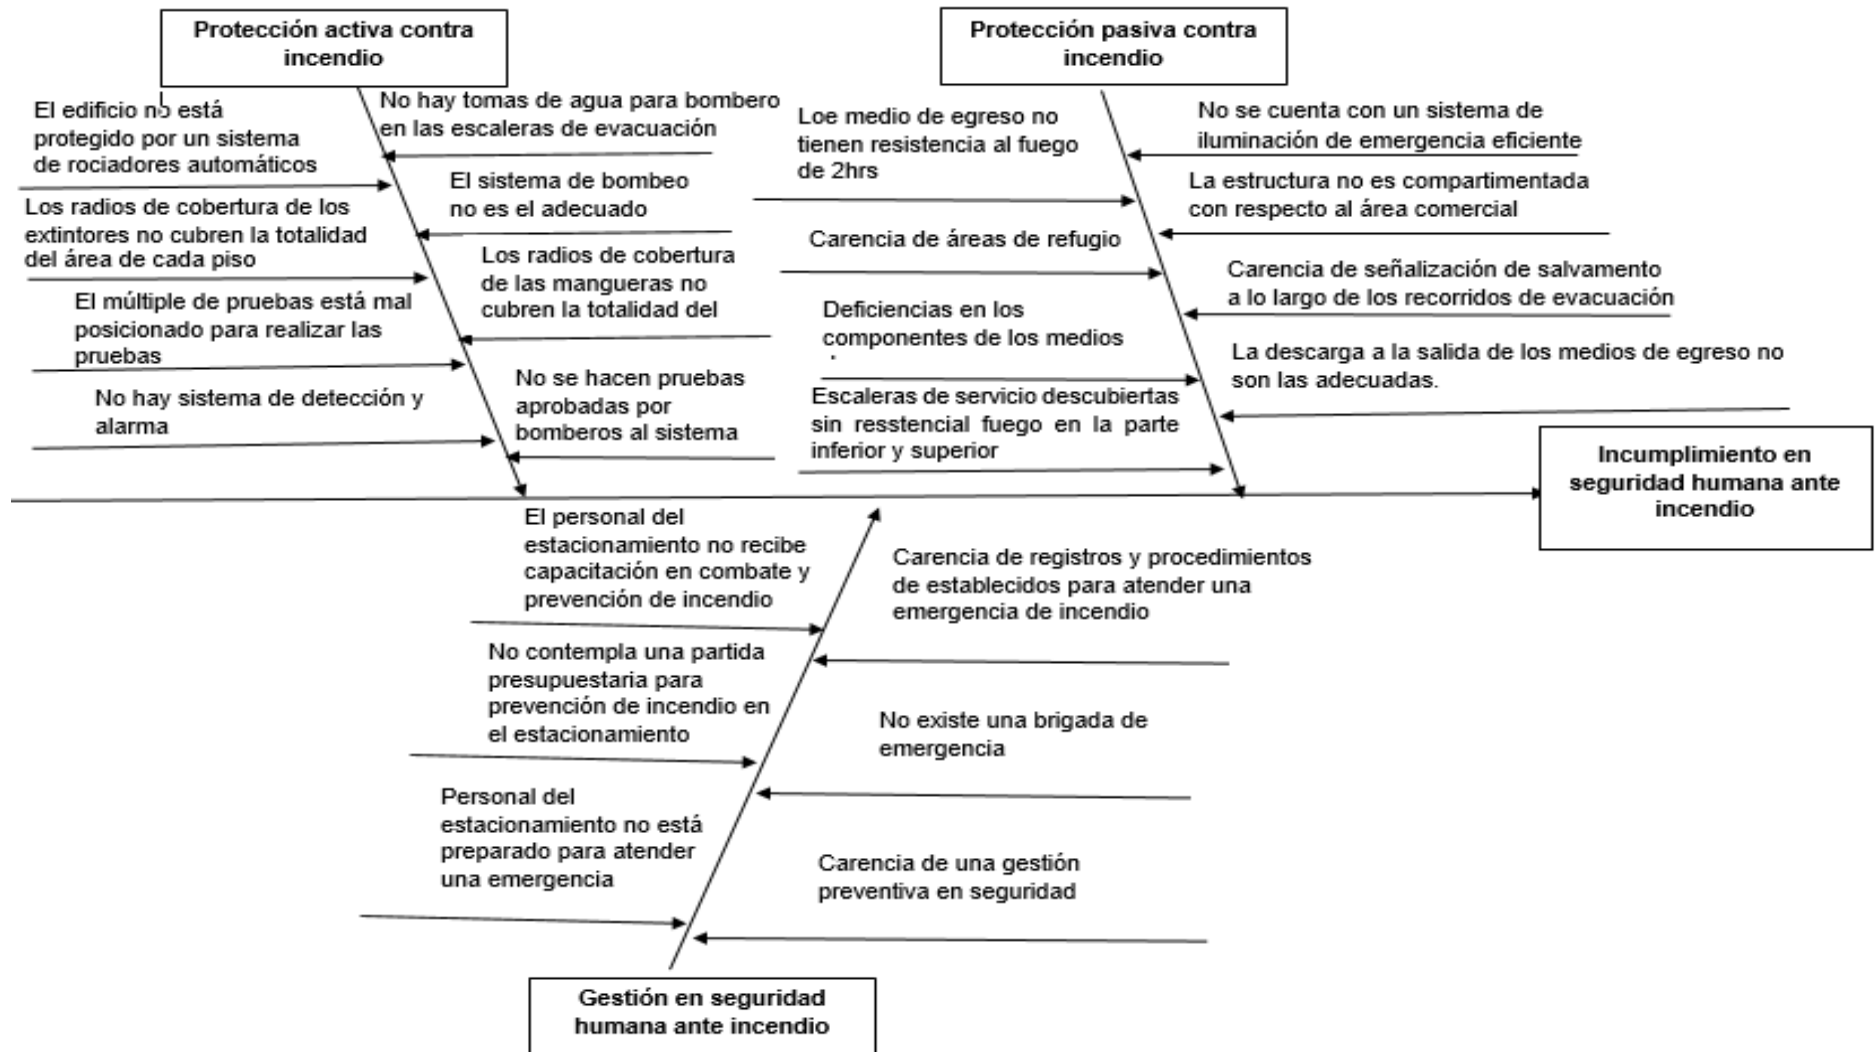 Protección activa contra
incendio
Protección pasiva contra
incendio
El edificio no está
protegido por un sistema
de rociadores automáticos
Los radios de cobertura de los
extintores no cubren la totalidad
del área de cada piso
El múltiple de pruebas está mal
posicionado para realizar las
pruebas
No hay sistema de detección y
alarma
No hay tomas de agua para bombero
en las escaleras de evacuación
El sistema de bombeo
no es el adecuado
Los radios de cobertura
de las mangueras no
cubren la totalidad del
No se hacen pruebas
aprobadas por
bomberos al sistema
Loe medio de egreso no
tienen resistencia al fuego
de 2hrs
Carencia de áreas de refugio
Deficiencias en los
componentes de los medios
Escaleras de servicio descubiertas
sin resstencial fuego en la parte
inferior y superior
No se cuenta con un sistema de
iluminación de emergencia eficiente
La estructura no es compartimentada
con respecto al área comercial
Carencia de señalización de salvamento
a lo largo de los recorridos de evacuación
La descarga a la salida de los medios de egreso no
son las adecuadas.
Incumplimiento en
seguridad humana ante
incendio
El personal del
estacionamiento no recibe
capacitación en combate y
prevención de incendio
No contempla una partida
presupuestaria para
prevención de incendio en
el estacionamiento
Personal del
estacionamiento no está
preparado para atender
una emergencia
Carencia de registros y procedimientos
de establecidos para atender una
emergencia de incendio
No existe una brigada de
emergencia
Carencia de una gestión
preventiva en seguridad
Gestión en seguridad
humana ante incendio